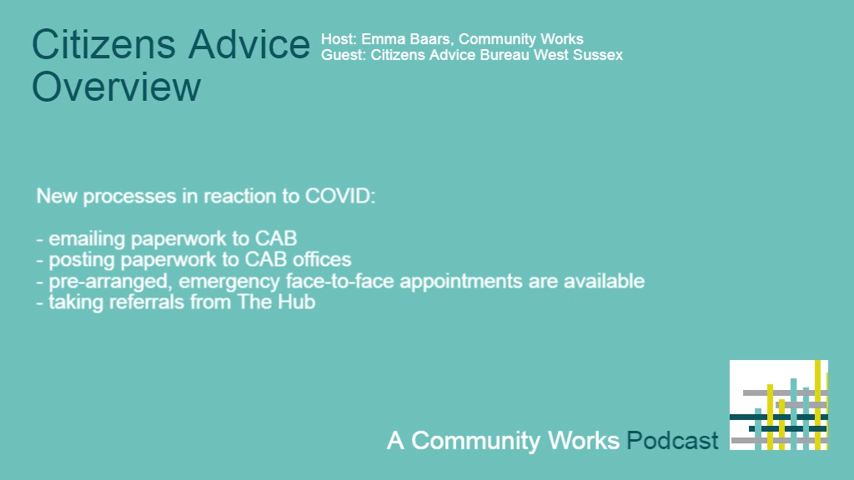 Citizens Advice
Overview
Host: Emma Baars, Community Works
Guest: Citizens Advice Bureau West Sussex
New processes in reaction to COVID:
- emailing paperwork to CAB
- posting paperwork to CAB offices
- pre-arranged, emergency face-to-face appointments are available
- taking referrals from The Hub
A Community Works Podcast